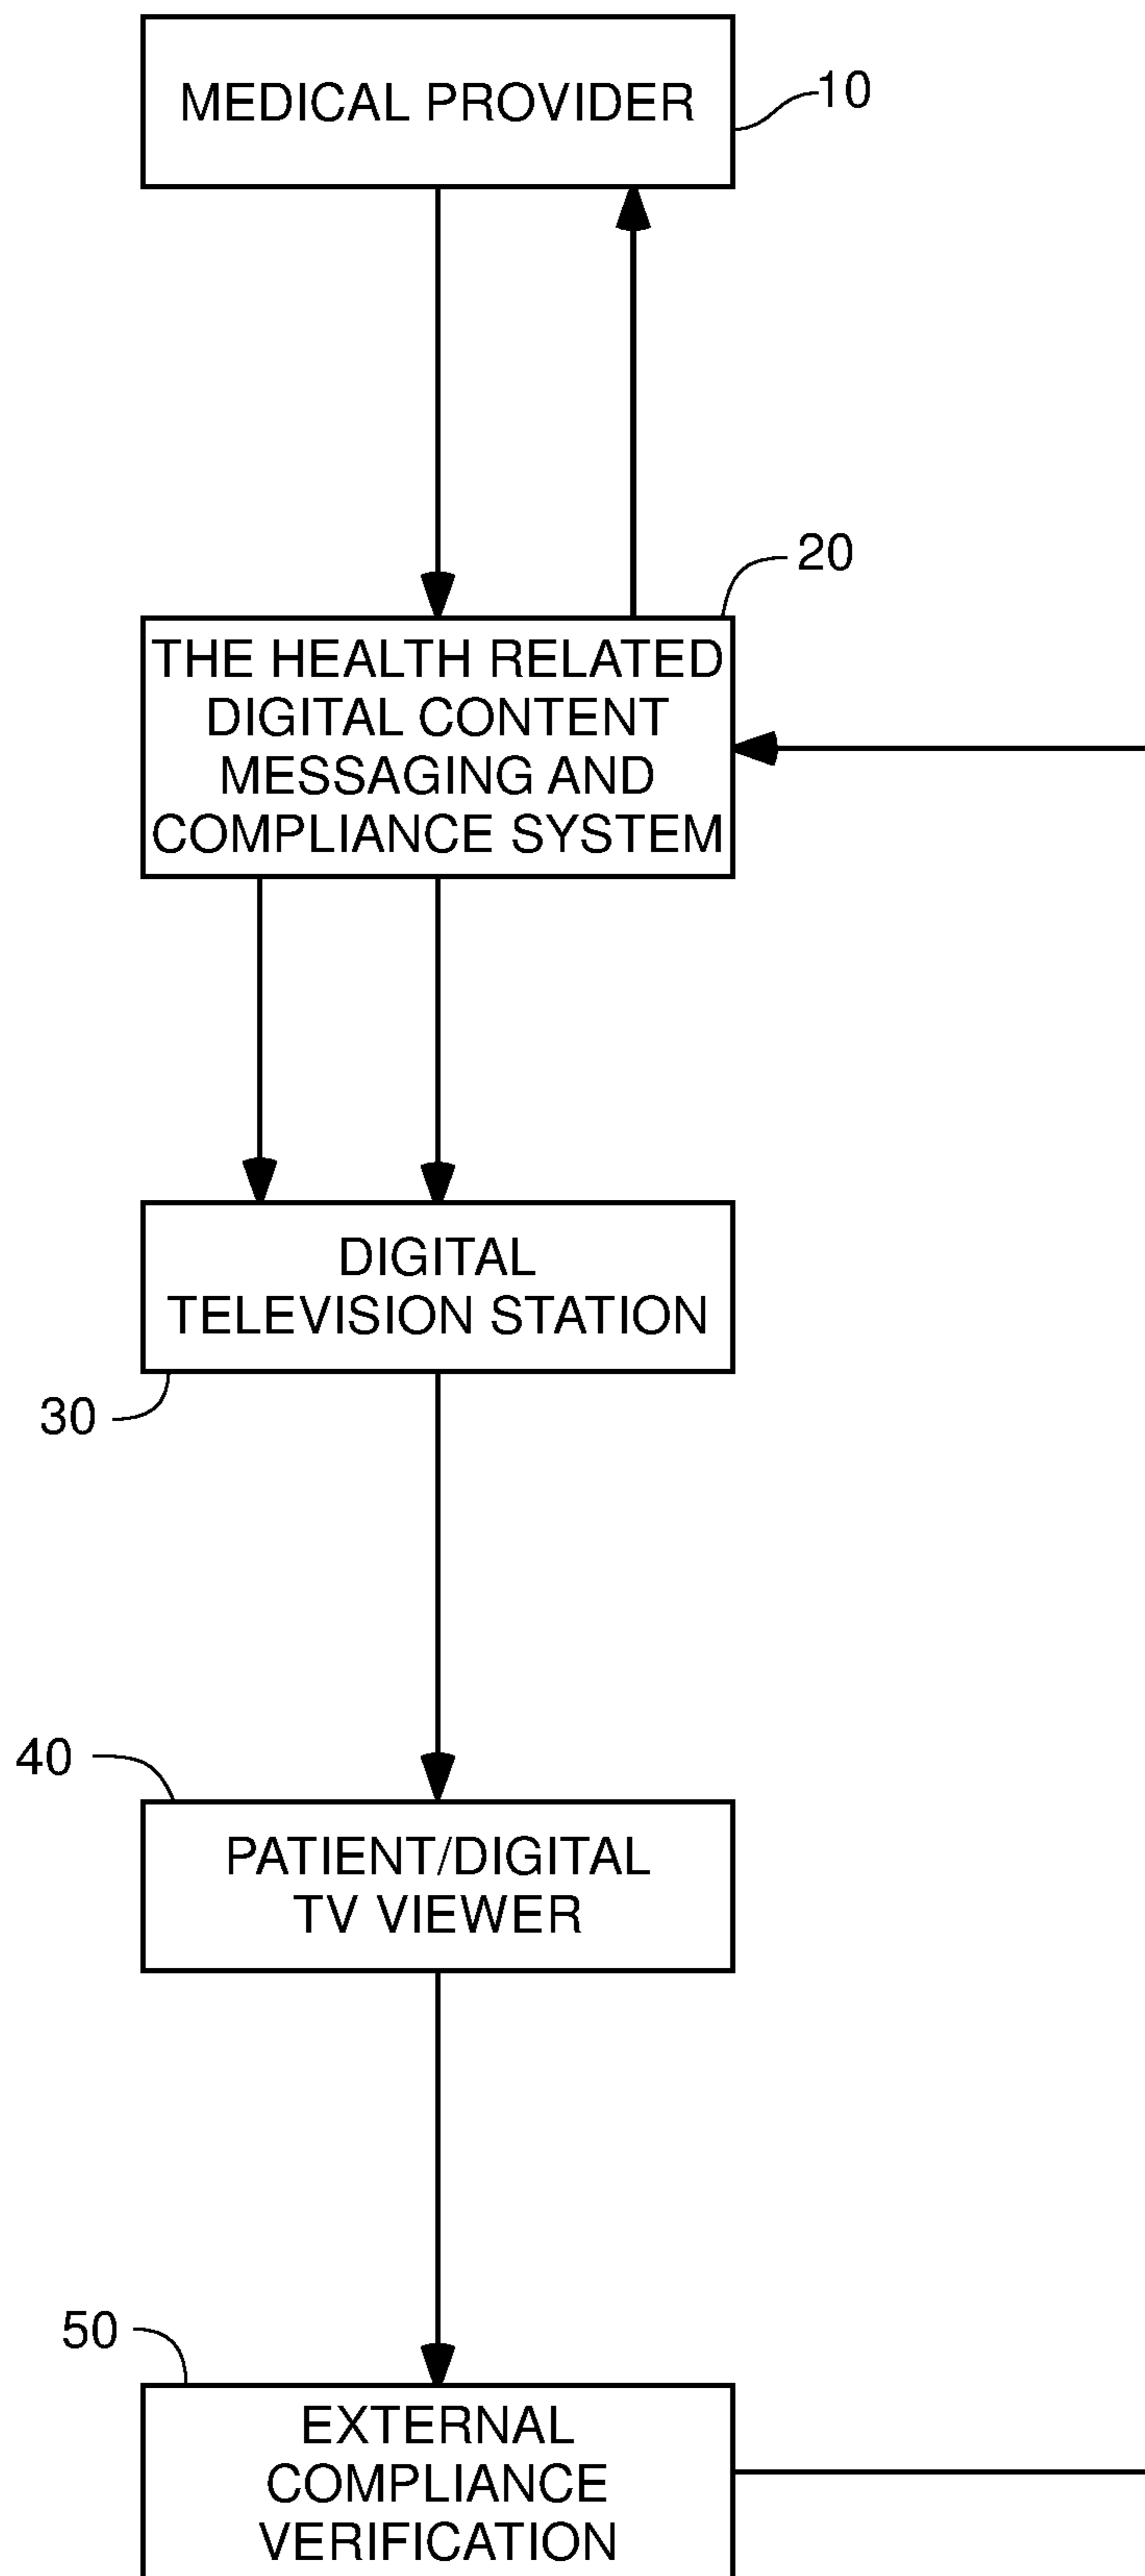 MEDICAL PROVIDER
10
20
THE HEALTH RELATED
DIGITAL CONTENT
MESSAGING AND
COMPLIANCE SYSTEM
DIGITAL
TELEVISION STATION
30
40
PATIENT/DIGITAL
TV VIEWER
50
EXTERNAL
COMPLIANCE
VERIFICATION